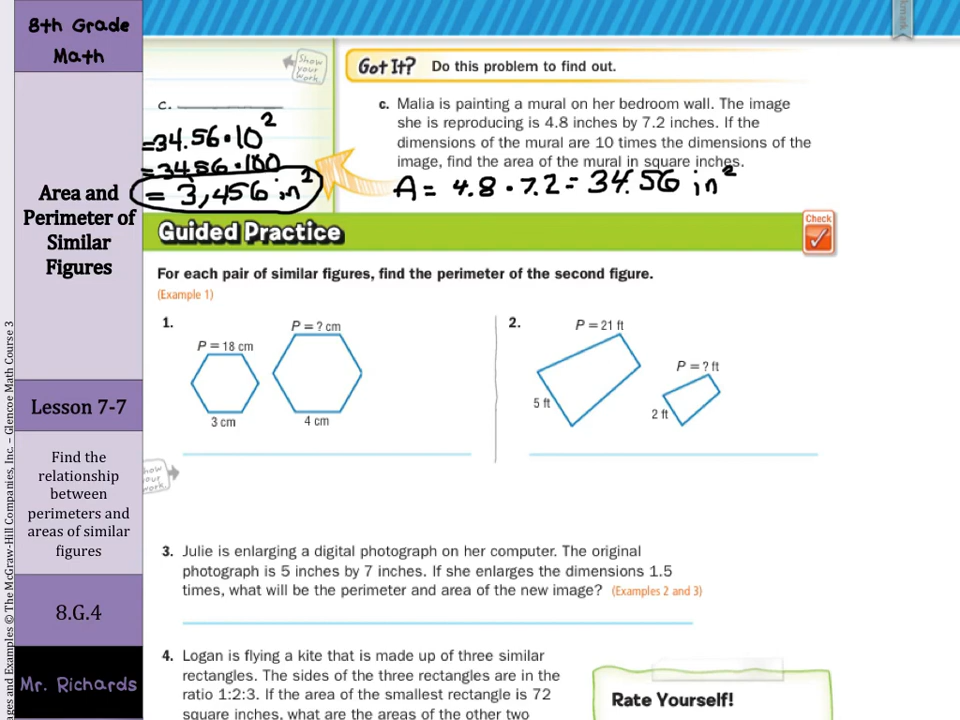 8th Grade
Math
Area and
Perimeter of
Similar
Figures
Lesson 7-7
Find the
relationship
between
perimeters and
areas of similar
figures
8.G.4
Mr. Richards
ages and Examples © The McGraw-Hill Companies, Inc. – Glencoe Math Course 3
Show
your
work.
c.
=34.56·10²
=3456·100
= 3,456 in²
Got It? Do this problem to find out.
c. Malia is painting a mural on her bedroom wall. The image
she is reproducing is 4.8 inches by 7.2 inches. If the
dimensions of the mural are 10 times the dimensions of the
image, find the area of the mural in square inches.
A = 4.8 · 7.2 = 34.56 in²
Guided Practice
Check
For each pair of similar figures, find the perimeter of the second figure.
(Example 1)
1.
P = 18 cm
P = ? cm
3 cm
4 cm
2.
P = 21 ft
P = ? ft
5 ft
2 ft
how
your
work.
3. Julie is enlarging a digital photograph on her computer. The original
photograph is 5 inches by 7 inches. If she enlarges the dimensions 1.5
times, what will be the perimeter and area of the new image? (Examples 2 and 3)
4. Logan is flying a kite that is made up of three similar
rectangles. The sides of the three rectangles are in the
ratio 1:2:3. If the area of the smallest rectangle is 72
square inches, what are the areas of the other two
Rate Yourself!